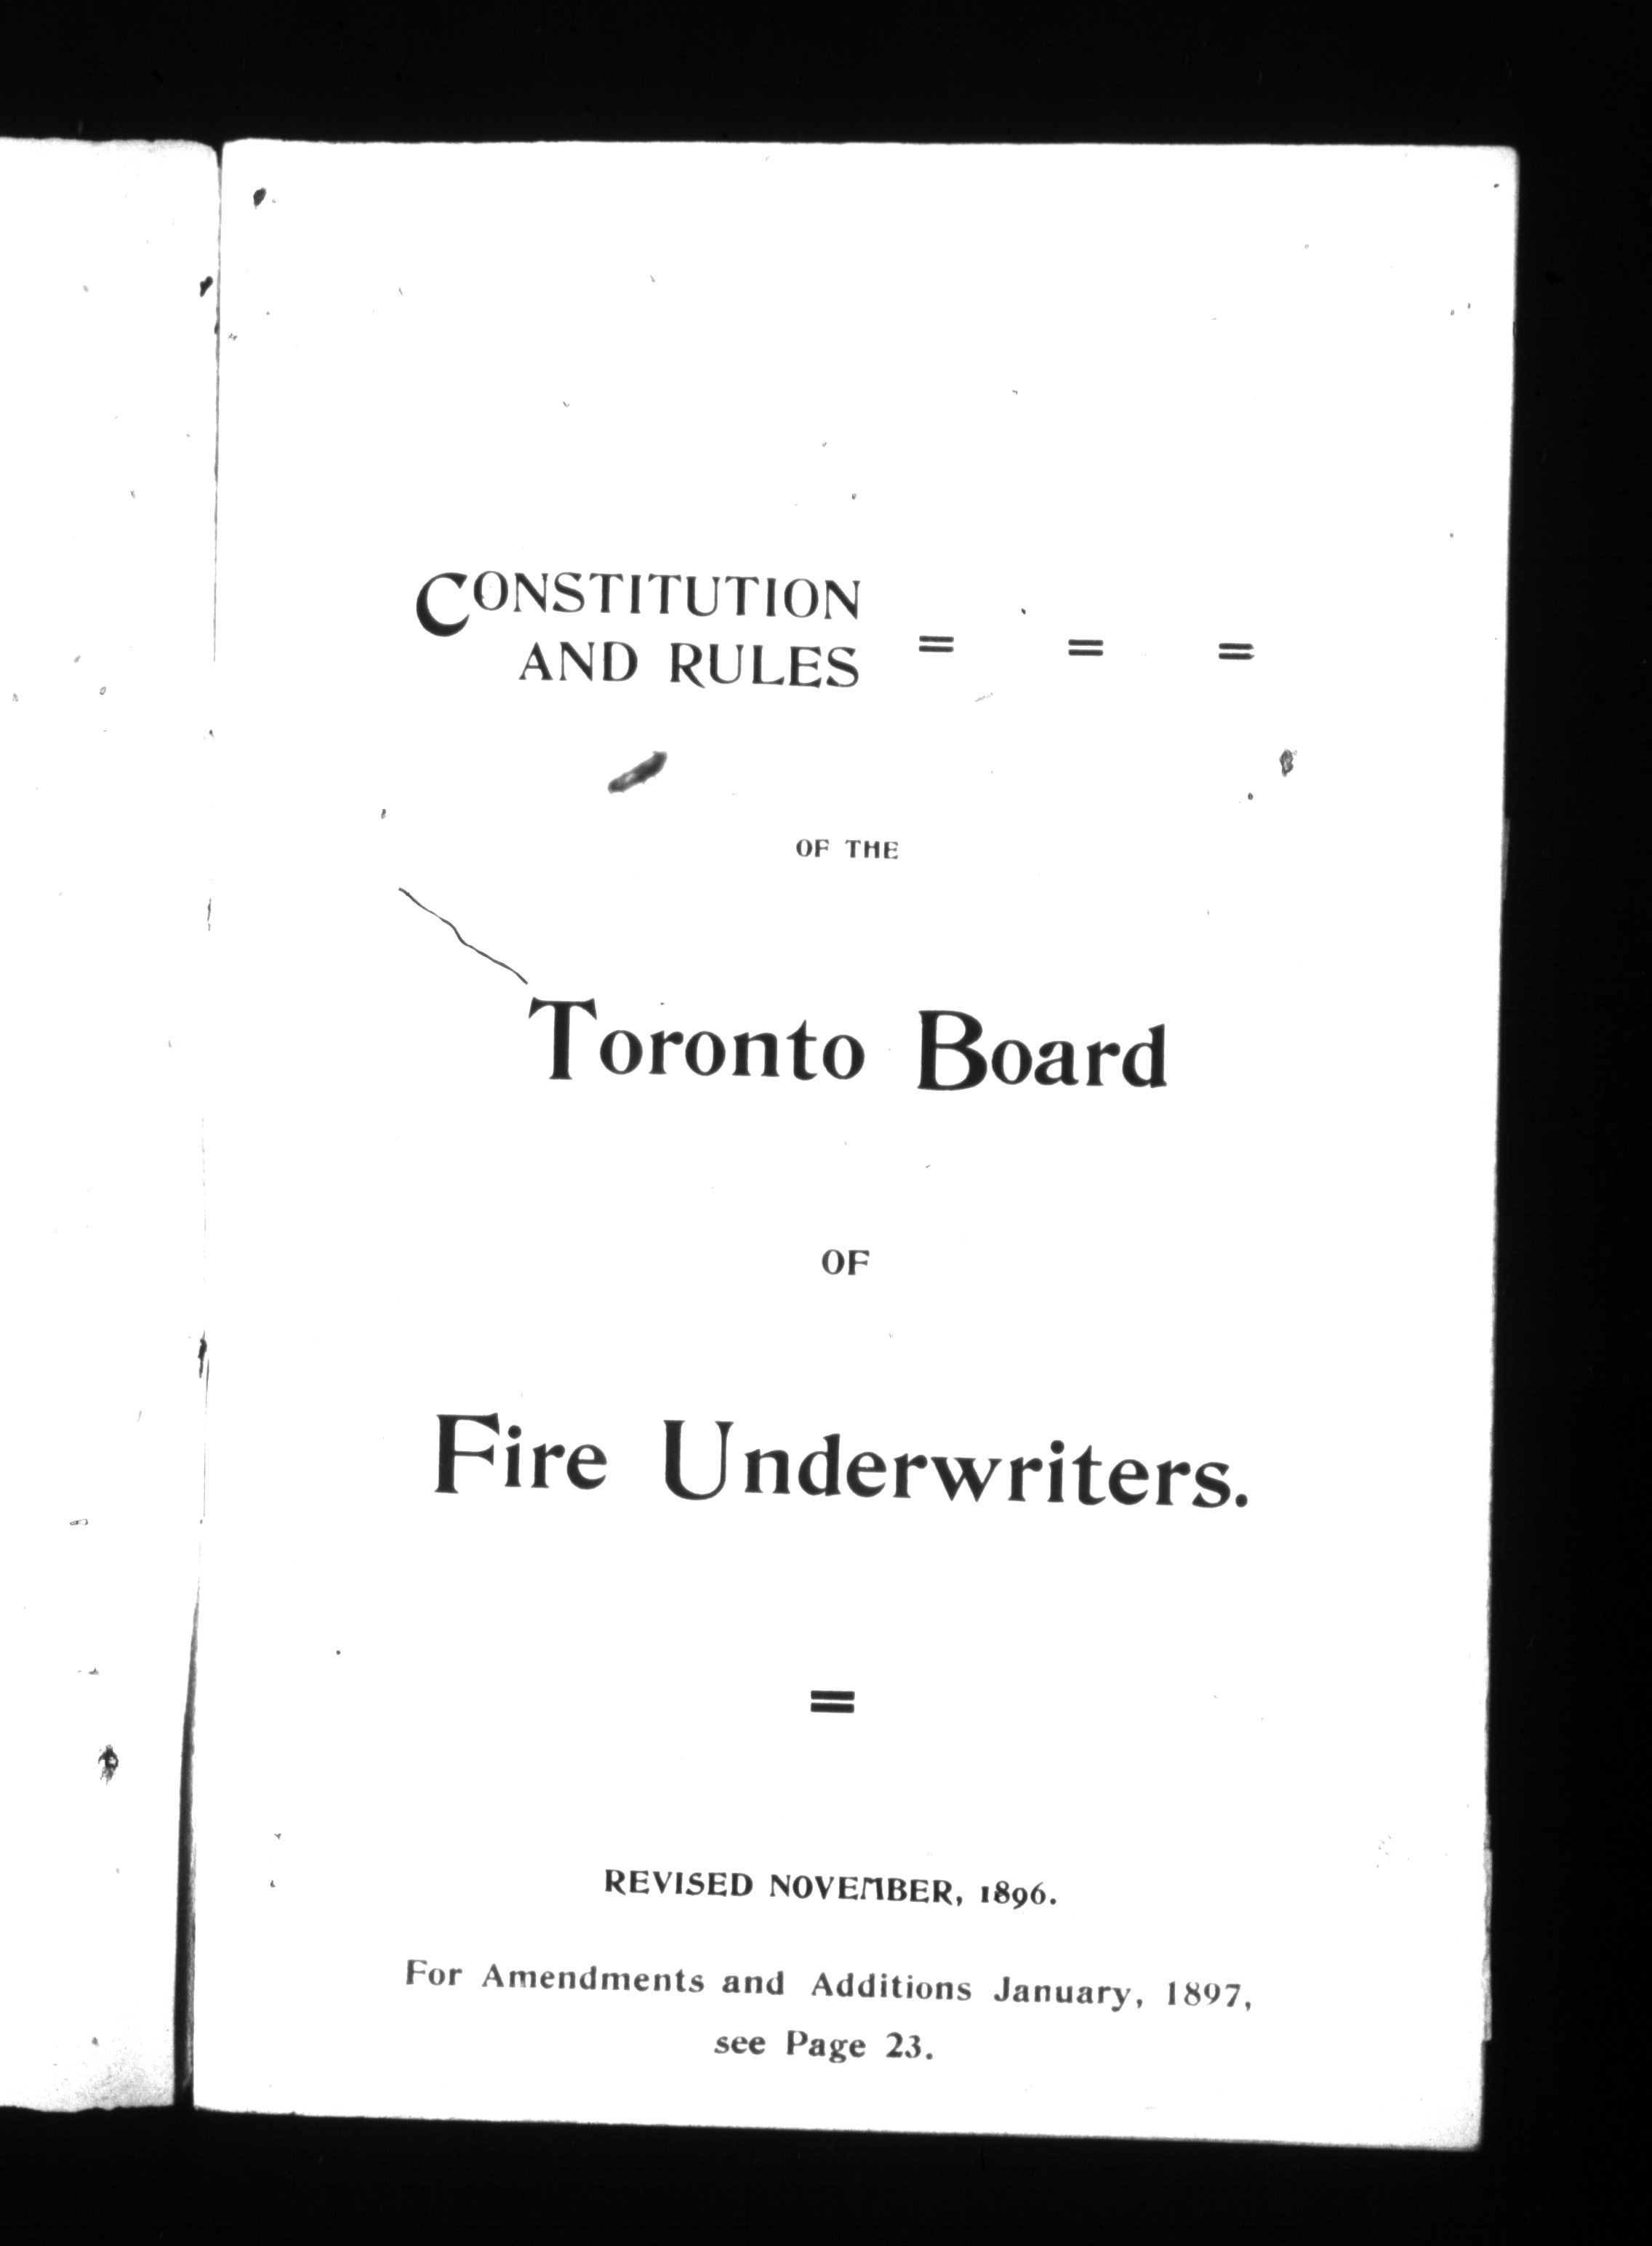 CONSTITUTION
AND RULES = = =
OF THE
Toronto Board
OF
Fire Underwriters.
=
REVISED NOVEMBER, 1896.
For Amendments and Additions January, 1897,
see Page 23.